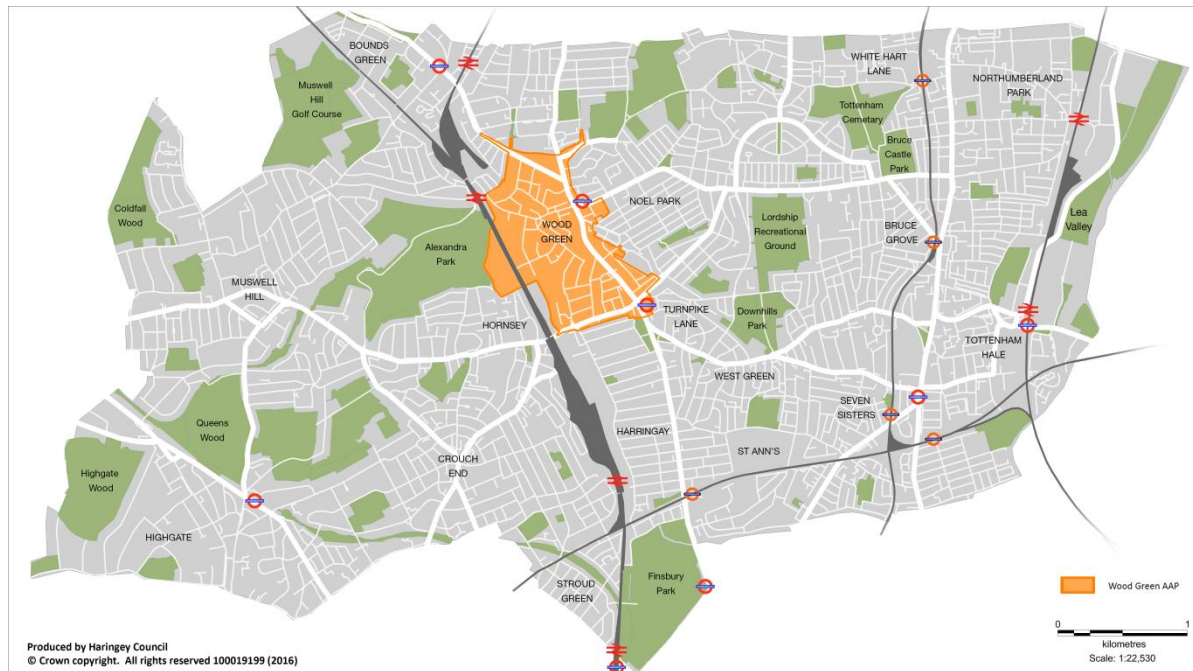 BOUNDS
GREEN
WHITE HART
LANE
NORTHUMBERLAND
PARK
Muswell
Hill
Golf Course
Tottenham
Cemetary
Bruce
Castle
Park
Coldfall
Wood
NOEL PARK
WOOD
GREEN
Lordship
Recreational
Ground
Lea
Valley
BRUCE
GROVE
Alexandra
Park
MUSWELL
HILL
HORNSEY
TURNPIKE
LANE
Downhills
Park
TOTTENHAM
HALE
WEST GREEN
SEVEN
SISTERS
Queens
Wood
HARRINGAY
ST ANN'S
CROUCH
END
Highgate
Wood
HIGHGATE
STROUD
GREEN
Finsbury
Park
Wood Green AAP
0 1
kilometres
Scale: 1:22,530
Produced by Haringey Council
© Crown copyright. All rights reserved 100019199 (2016)